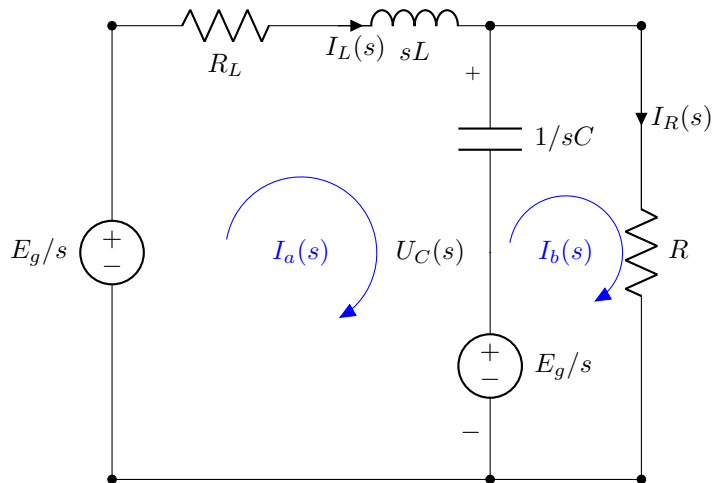 I_L(s)
sL
R_L
+
1/sC
I_R(s)
E_g/s
+
−
I_a(s)
U_C(s)
I_b(s)
R
+
−
E_g/s
−